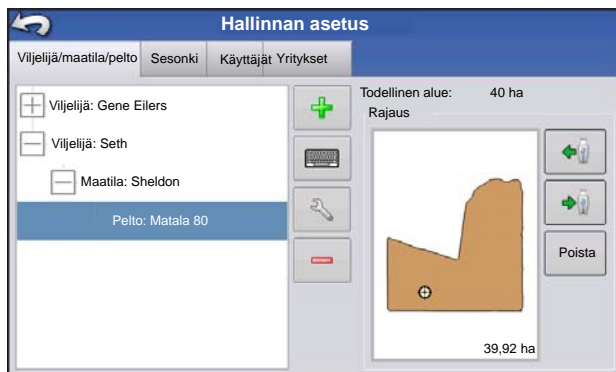 Hallinnan asetus
Viljelijä/maatila/pelto Sesonki Käyttäjät Yritykset
Viljelijä: Gene Eilers
Viljelijä: Seth
Maatila: Sheldon
Pelto: Matala 80
Todellinen alue: 40 ha
Rajaus
Poista
39,92 ha